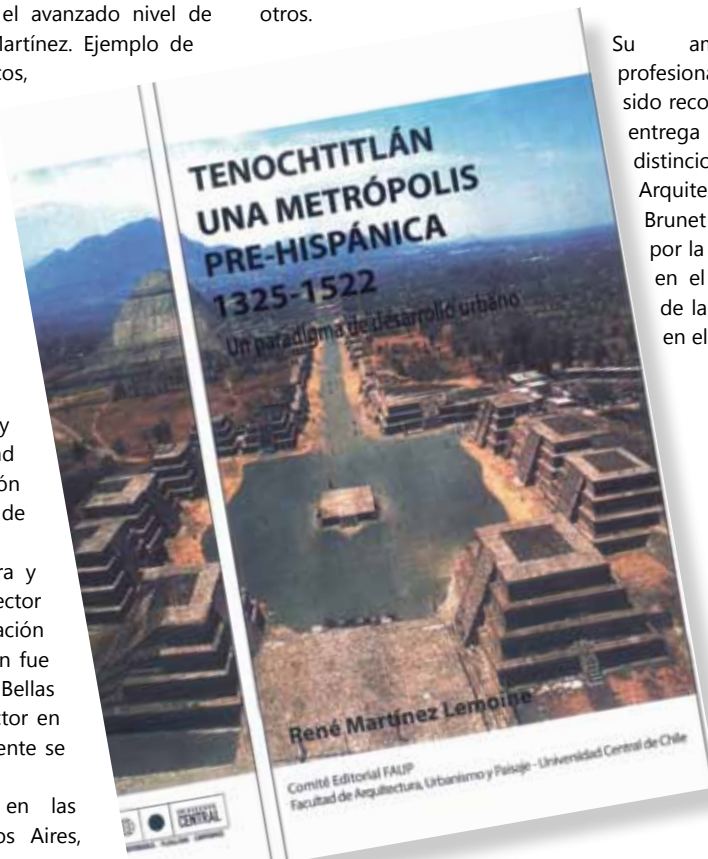 el avanzado nivel de
Martínez. Ejemplo de
cos,
y
ad
ón
de
ra y
ector
ación
n fue
Bellas
ctor en
ente se
en las
os Aires,
otros.
TENOCHTITLÁN
UNA METRÓPOLIS
PRE-HISPÁNICA
1325-1522
Un paradigma de desarrollo urbano
René Martínez Lemoine
Comité Editorial FAUP
Facultad de Arquitectura, Urbanismo y Paisaje - Universidad Central de Chile
CENTRAL
Su am
profesiona
sido reco
entrega
distincio
Arquite
Brunet
por la
en el
de la
en el